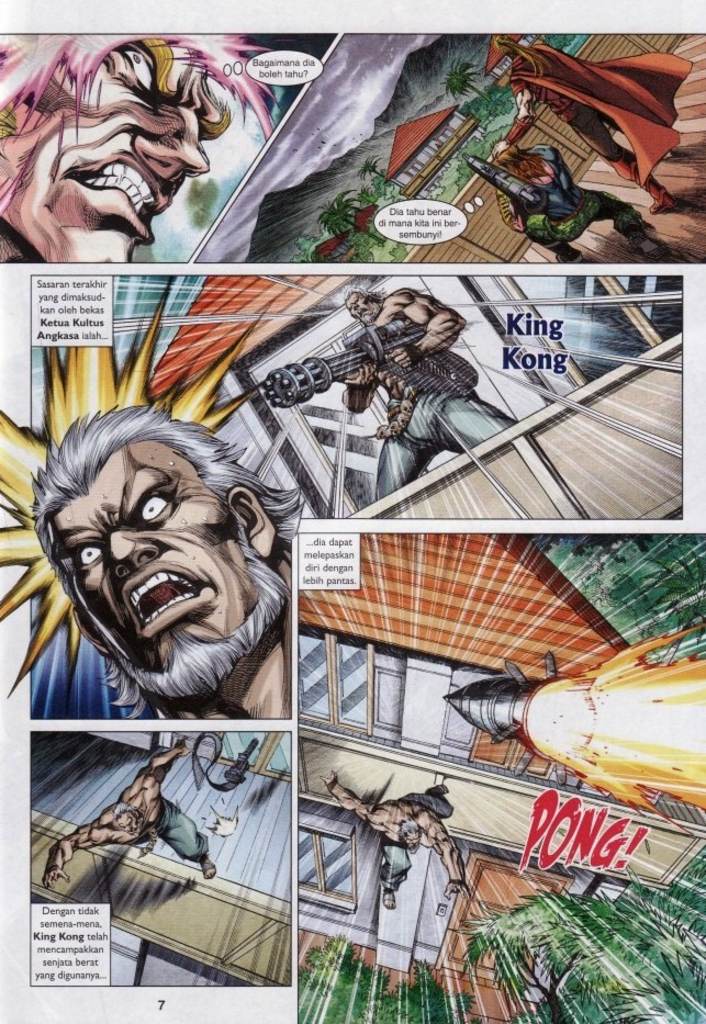 Bagaimana dia
boleh tahu?
Dia tahu benar
di mana kita ini ber-
sembunyi!
Sasaran terakhir
yang dimaksud-
kan oleh bekas
Ketua Kultus
Angkasa ialah...
King
Kong
...dia dapat
melepaskan
diri dengan
lebih pantas.
PONG!
Dengan tidak
semena-mena,
King Kong telah
mencampakkan
senjata berat
yang digunanya...
7